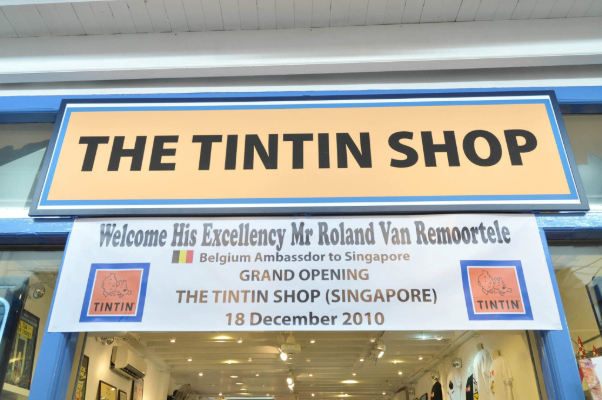 THE TINTIN SHOP
Welcome His Excellency Mr Roland Van Remoortele
Belgium Ambassdor to Singapore
GRAND OPENING
THE TINTIN SHOP (SINGAPORE)
18 December 2010
TINTIN
TINTIN